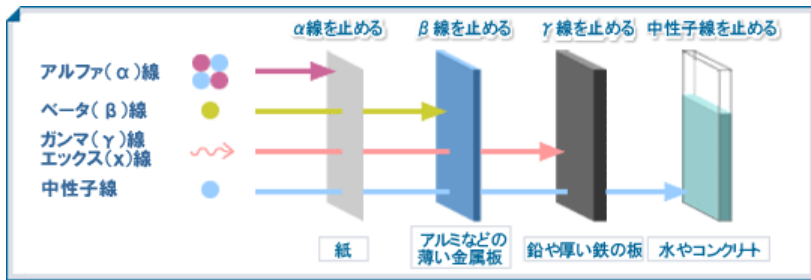 α線を止める
β線を止める
γ線を止める
中性子線を止める
アルファ(α)線
ベータ(β)線
ガンマ(γ)線
エックス(x)線
中性子線
紙
アルミなどの
薄い金属板
鉛や厚い鉄の板
水やコンクリート